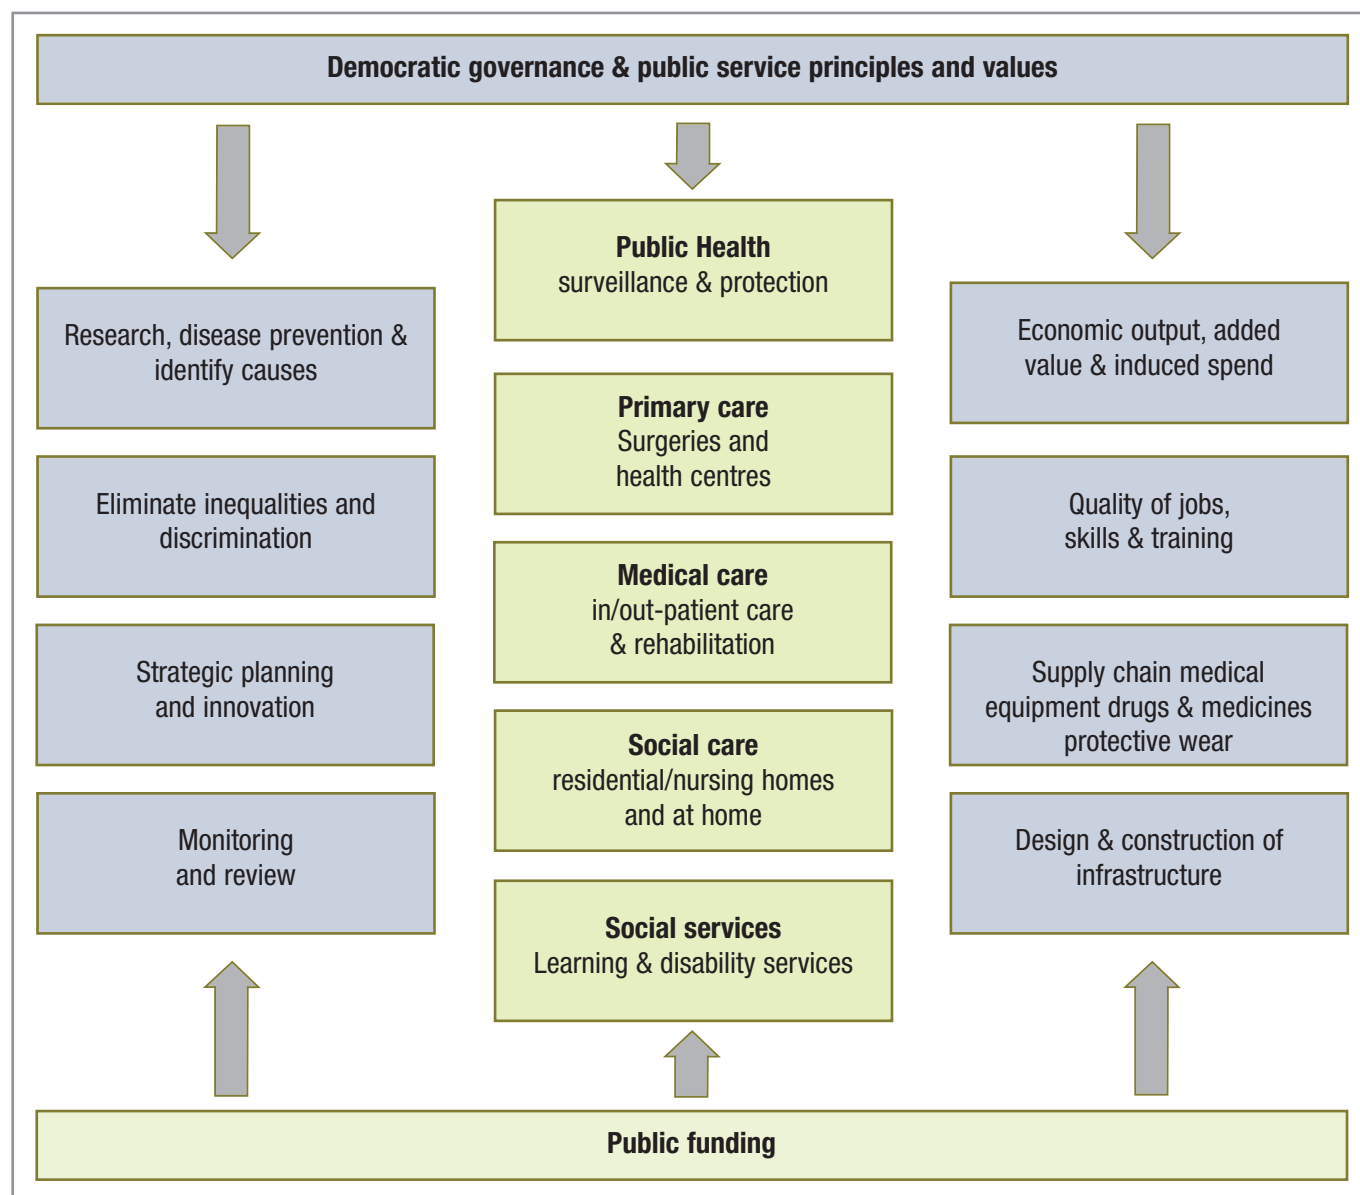 Democratic governance & public service principles and values
Research, disease prevention &
identify causes
Eliminate inequalities and
discrimination
Strategic planning
and innovation
Monitoring
and review
Public Health
surveillance & protection
Primary care
Surgeries and
health centres
Medical care
in/out-patient care
& rehabilitation
Social care
residential/nursing homes
and at home
Social services
Learning & disability services
Economic output, added
value & induced spend
Quality of jobs,
skills & training
Supply chain medical
equipment drugs & medicines
protective wear
Design & construction of
infrastructure
Public funding